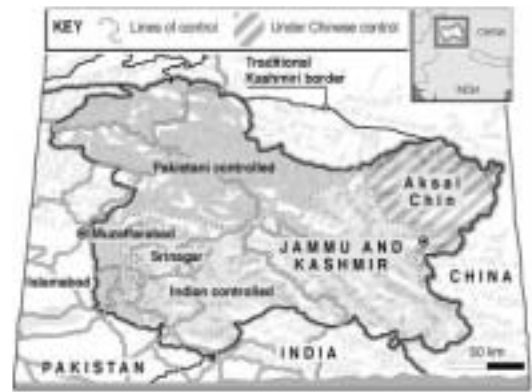 KEY Lines of control Under Chinese control
CHINA
INDIA
Traditional
Kashmiri border
Pakistani controlled
Aksai
Chin
Muzaffarabad
Srinagar
JAMMU AND
KASHMIR
CHINA
Islamabad
Indian controlled
INDIA
50 km
PAKISTAN